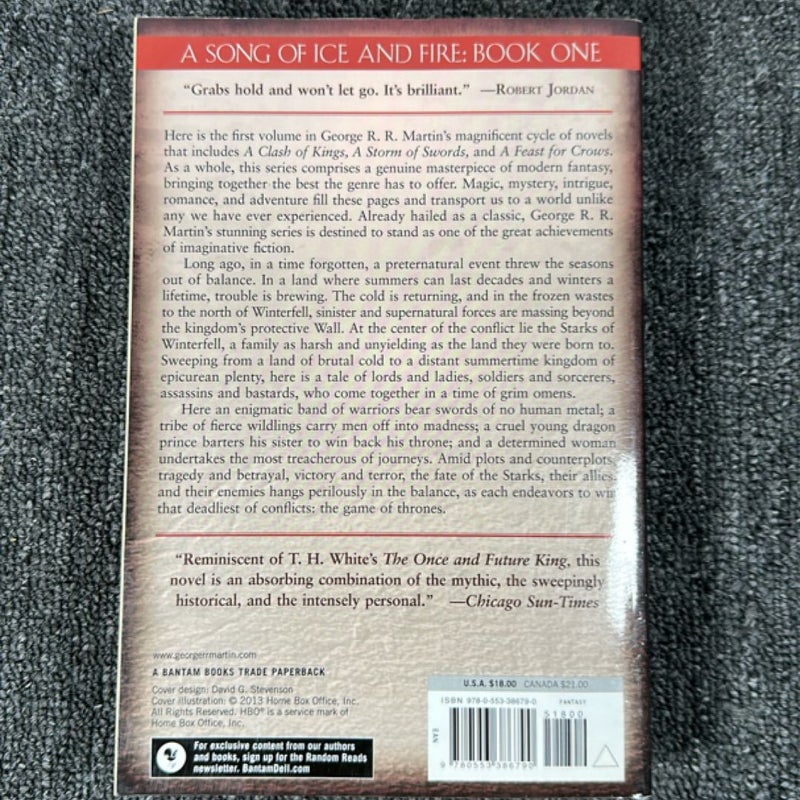 A SONG OF ICE AND FIRE: BOOK ONE
“Grabs hold and won’t let go. It’s brilliant.” —ROBERT JORDAN
Here is the first volume in George R. R. Martin’s magnificent cycle of novels
that includes A Clash of Kings, A Storm of Swords, and A Feast for Crows.
As a whole, this series comprises a genuine masterpiece of modern fantasy,
bringing together the best the genre has to offer. Magic, mystery, intrigue,
romance, and adventure fill these pages and transport us to a world unlike
any we have ever experienced. Already hailed as a classic, George R. R.
Martin’s stunning series is destined to stand as one of the great achievements
of imaginative fiction.
Long ago, in a time forgotten, a preternatural event threw the seasons
out of balance. In a land where summers can last decades and winters a
lifetime, trouble is brewing. The cold is returning, and in the frozen wastes
to the north of Winterfell, sinister and supernatural forces are massing beyond
the kingdom’s protective Wall. At the center of the conflict lie the Starks of
Winterfell, a family as harsh and unyielding as the land they were born to.
Sweeping from a land of brutal cold to a distant summertime kingdom of
epicurean plenty, here is a tale of lords and ladies, soldiers and sorcerers,
assassins and bastards, who come together in a time of grim omens.
Here an enigmatic band of warriors bear swords of no human metal; a
tribe of fierce wildlings carry men off into madness; a cruel young dragon
prince barters his sister to win back his throne; and a determined woman
undertakes the most treacherous of journeys. Amid plots and counterplots,
tragedy and betrayal, victory and terror, the fate of the Starks, their allies,
and their enemies hangs perilously in the balance, as each endeavors to win
that deadliest of conflicts: the game of thrones.
“Reminiscent of T. H. White’s The Once and Future King, this
novel is an absorbing combination of the mythic, the sweepingly
historical, and the intensely personal.” —Chicago Sun-Times
www.georgerrmartin.com
A BANTAM BOOKS TRADE PAPERBACK
Cover design: David G. Stevenson
Cover illustration: © 2013 Home Box Office, Inc.
All Rights Reserved. HBO® is a service mark of
Home Box Office, Inc.
For exclusive content from our authors
and books, sign up for the Random Reads
newsletter. BantamDell.com
U.S.A. $18.00 CANADA $21.00
ISBN 978-0-553-38679-0 FANTASY
51800
EAN
9 780553 386790